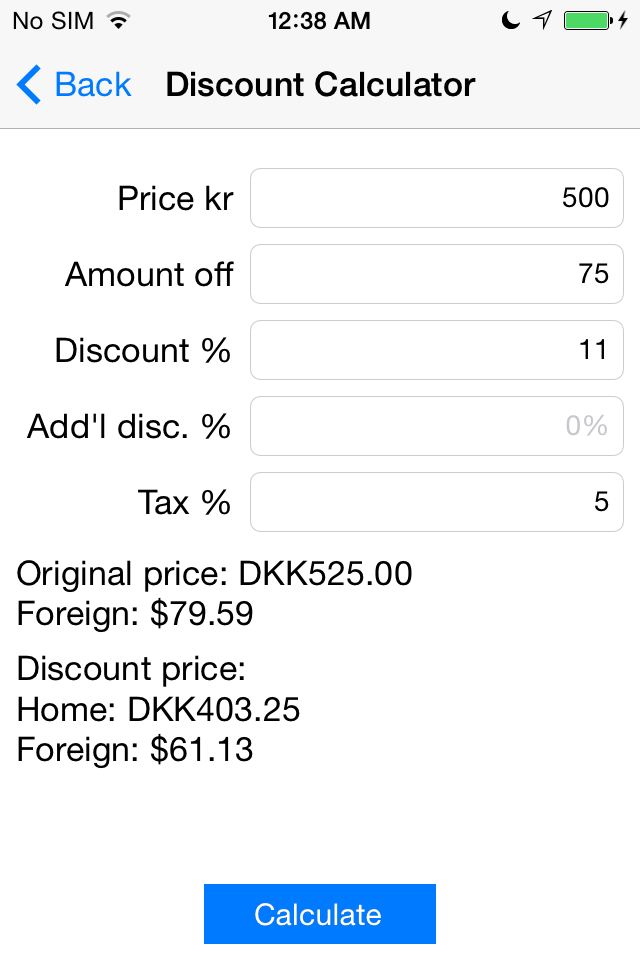 No SIM 12:38 AM
Back Discount Calculator
Price kr 500
Amount off 75
Discount % 11
Add'l disc. % 0%
Tax % 5
Original price: DKK525.00
Foreign: $79.59
Discount price:
Home: DKK403.25
Foreign: $61.13
Calculate